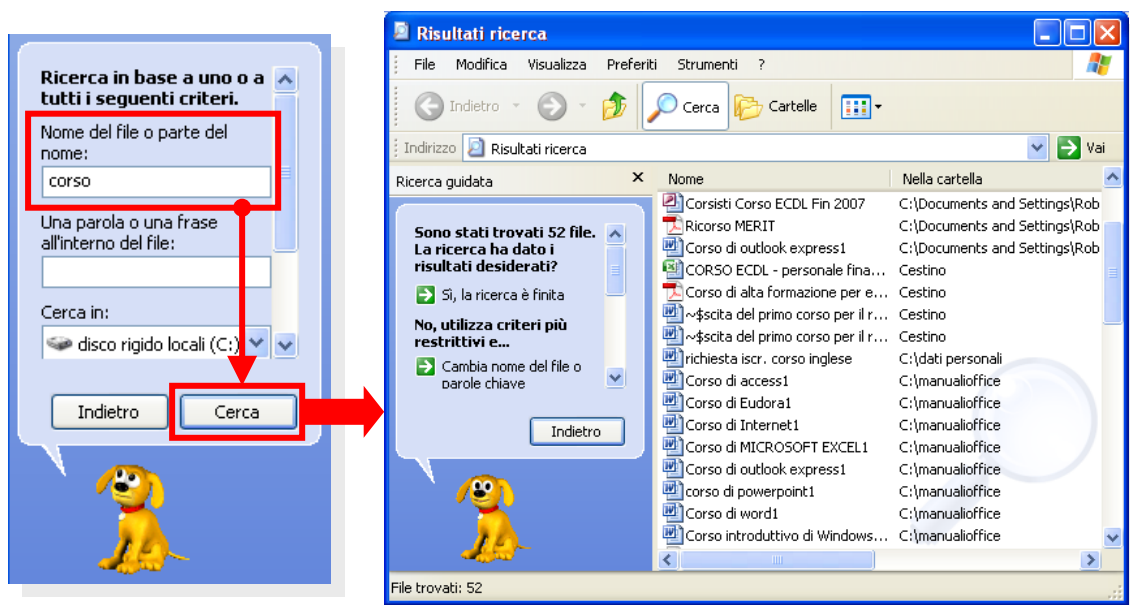 Ricerca in base a uno o a
tutti i seguenti criteri.
Nome del file o parte del
nome:
corso
Una parola o una frase
all'interno del file:
Cerca in:
disco rigido locali (C:)
Indietro Cerca
Risultati ricerca
File Modifica Visualizza Preferiti Strumenti ?
Indietro Cerca Cartelle
Indirizzo Risultati ricerca Vai
Ricerca guidata
Sono stati trovati 52 file.
La ricerca ha dato i
risultati desiderati?
Sì, la ricerca è finita
No, utilizza criteri più
restrittivi e...
Cambia nome del file o
parole chiave
Indietro
Nome Nella cartella
Corsisti Corso ECDL Fin 2007 C:\Documents and Settings\Rob
Ricorso MERIT C:\Documents and Settings\Rob
Corso di outlook express1 C:\Documents and Settings\Rob
CORSO ECDL - personale fina... Cestino
Corso di alta formazione per e... Cestino
~$scita del primo corso per il r... Cestino
~$scita del primo corso per il r... Cestino
richiesta iscr. corso inglese C:\dati personali
Corso di access1 C:\manualioffice
Corso di Eudora1 C:\manualioffice
Corso di Internet1 C:\manualioffice
Corso di MICROSOFT EXCEL1 C:\manualioffice
Corso di outlook express1 C:\manualioffice
corso di powerpoint1 C:\manualioffice
Corso di word1 C:\manualioffice
Corso introduttivo di Windows... C:\manualioffice
File trovati: 52